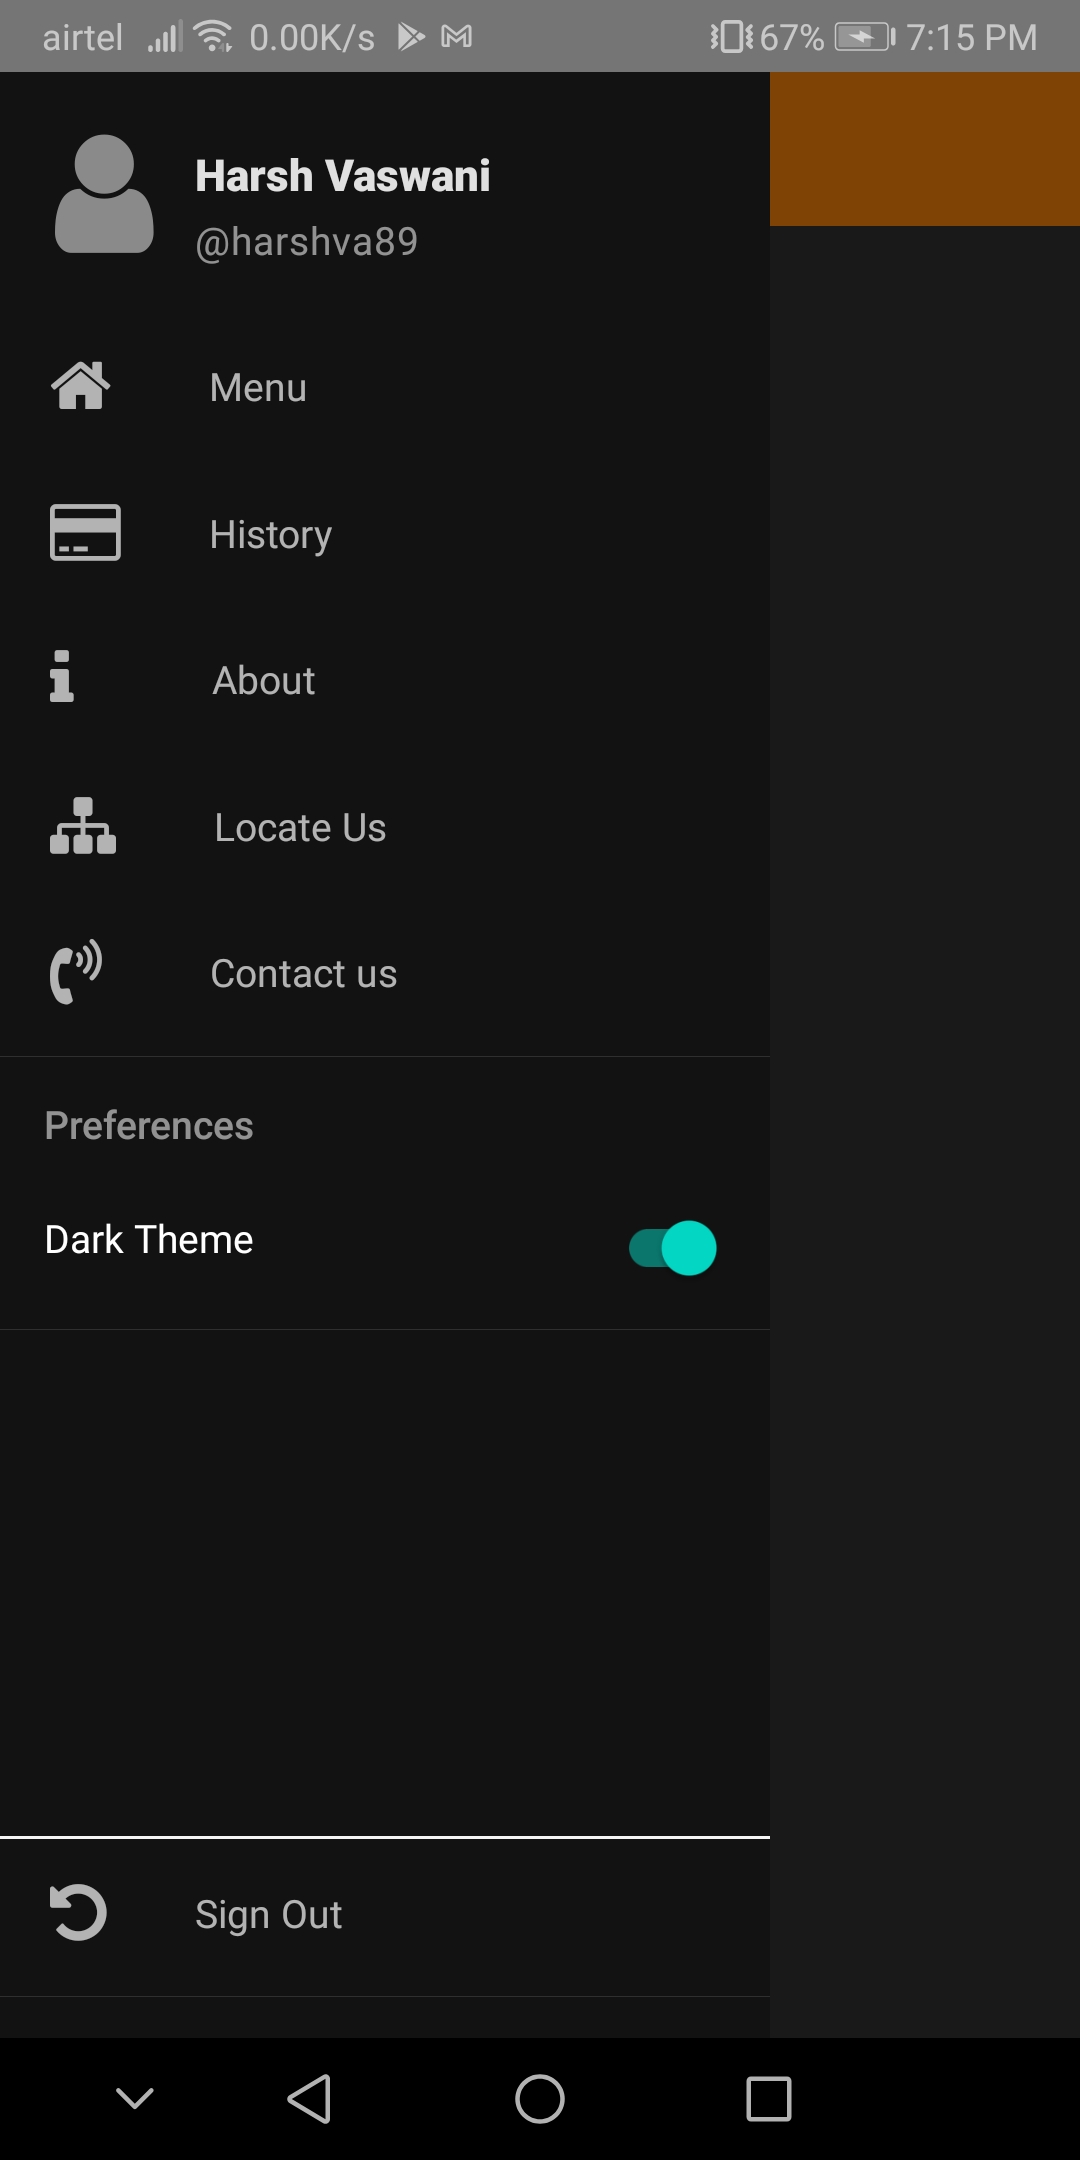 airtel 0.00K/s 67% 7:15 PM
Harsh Vaswani
@harshva89
Menu
History
About
Locate Us
Contact us
Preferences
Dark Theme
Sign Out